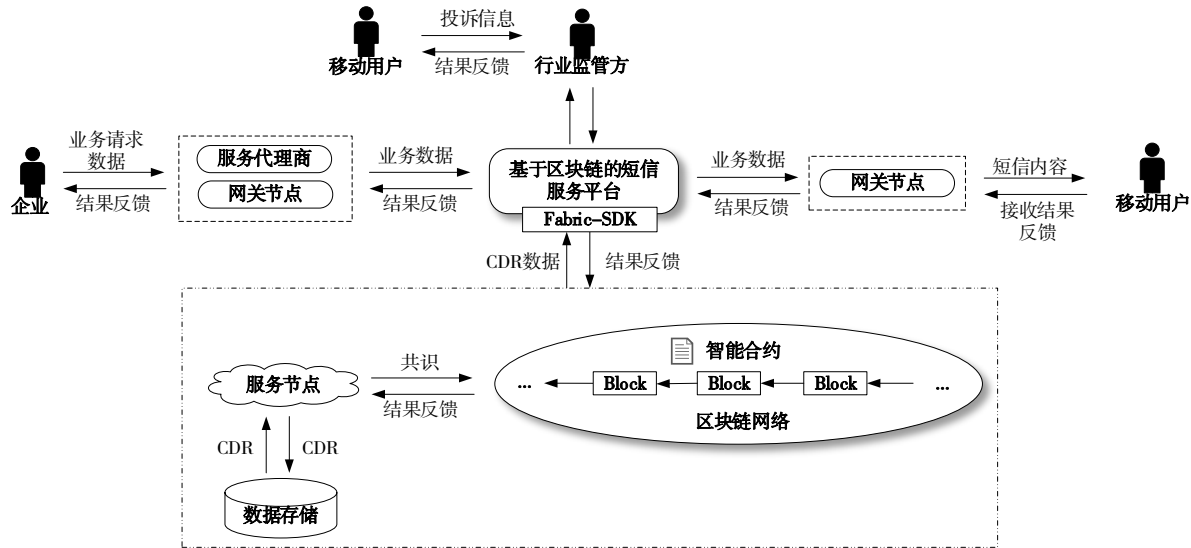 投诉信息
结果反馈
移动用户
行业监管方
业务请求
数据
结果反馈
企业
服务代理商
网关节点
业务数据
结果反馈
基于区块链的短信
服务平台
Fabric-SDK
业务数据
结果反馈
网关节点
短信内容
接收结果
反馈
移动用户
CDR数据
结果反馈
智能合约
...
Block
Block
Block
...
区块链网络
服务节点
共识
结果反馈
CDR
CDR
数据存储